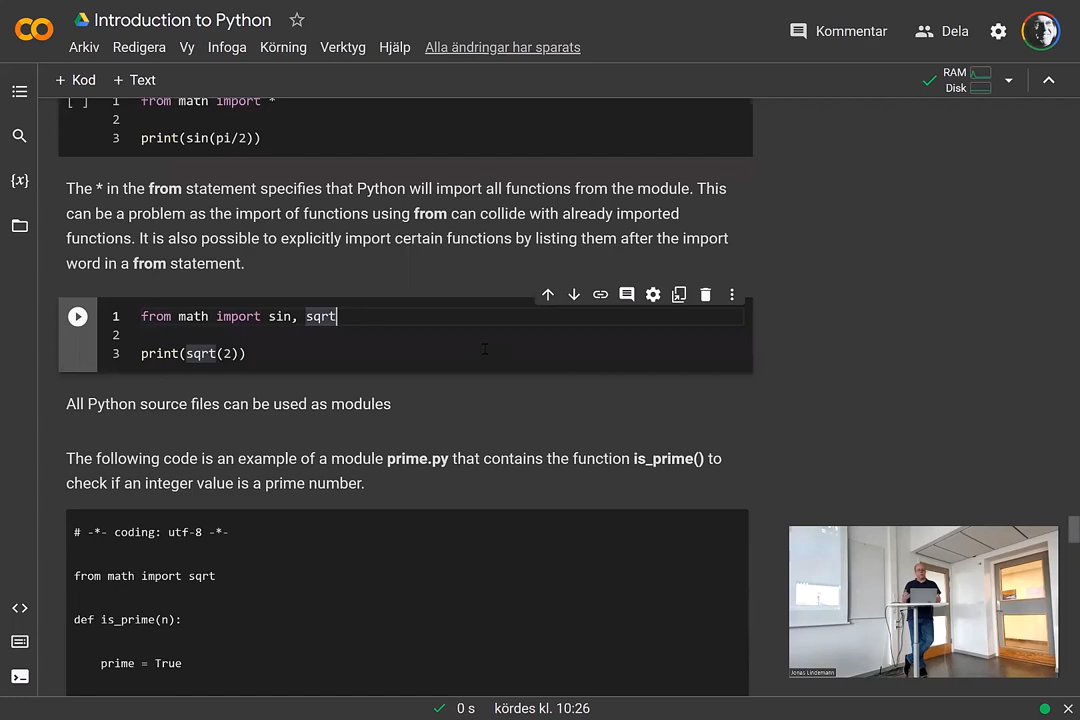 Introduction to Python
Arkiv Redigera Vy Infoga Körning Verktyg Hjälp Alla ändringar har sparats
Kommentar
Dela
+ Kod + Text
RAM
Disk
[ ] 1 from math import *
2
3 print(sin(pi/2))
The * in the from statement specifies that Python will import all functions from the module. This
can be a problem as the import of functions using from can collide with already imported
functions. It is also possible to explicitly import certain functions by listing them after the import
word in a from statement.
1 from math import sin, sqrt
2
3 print(sqrt(2))
All Python source files can be used as modules
The following code is an example of a module prime.py that contains the function is_prime() to
check if an integer value is a prime number.
# -*- coding: utf-8 -*-
from math import sqrt
def is_prime(n):
prime = True
Jonas Lindemann
0 s kördes kl. 10:26